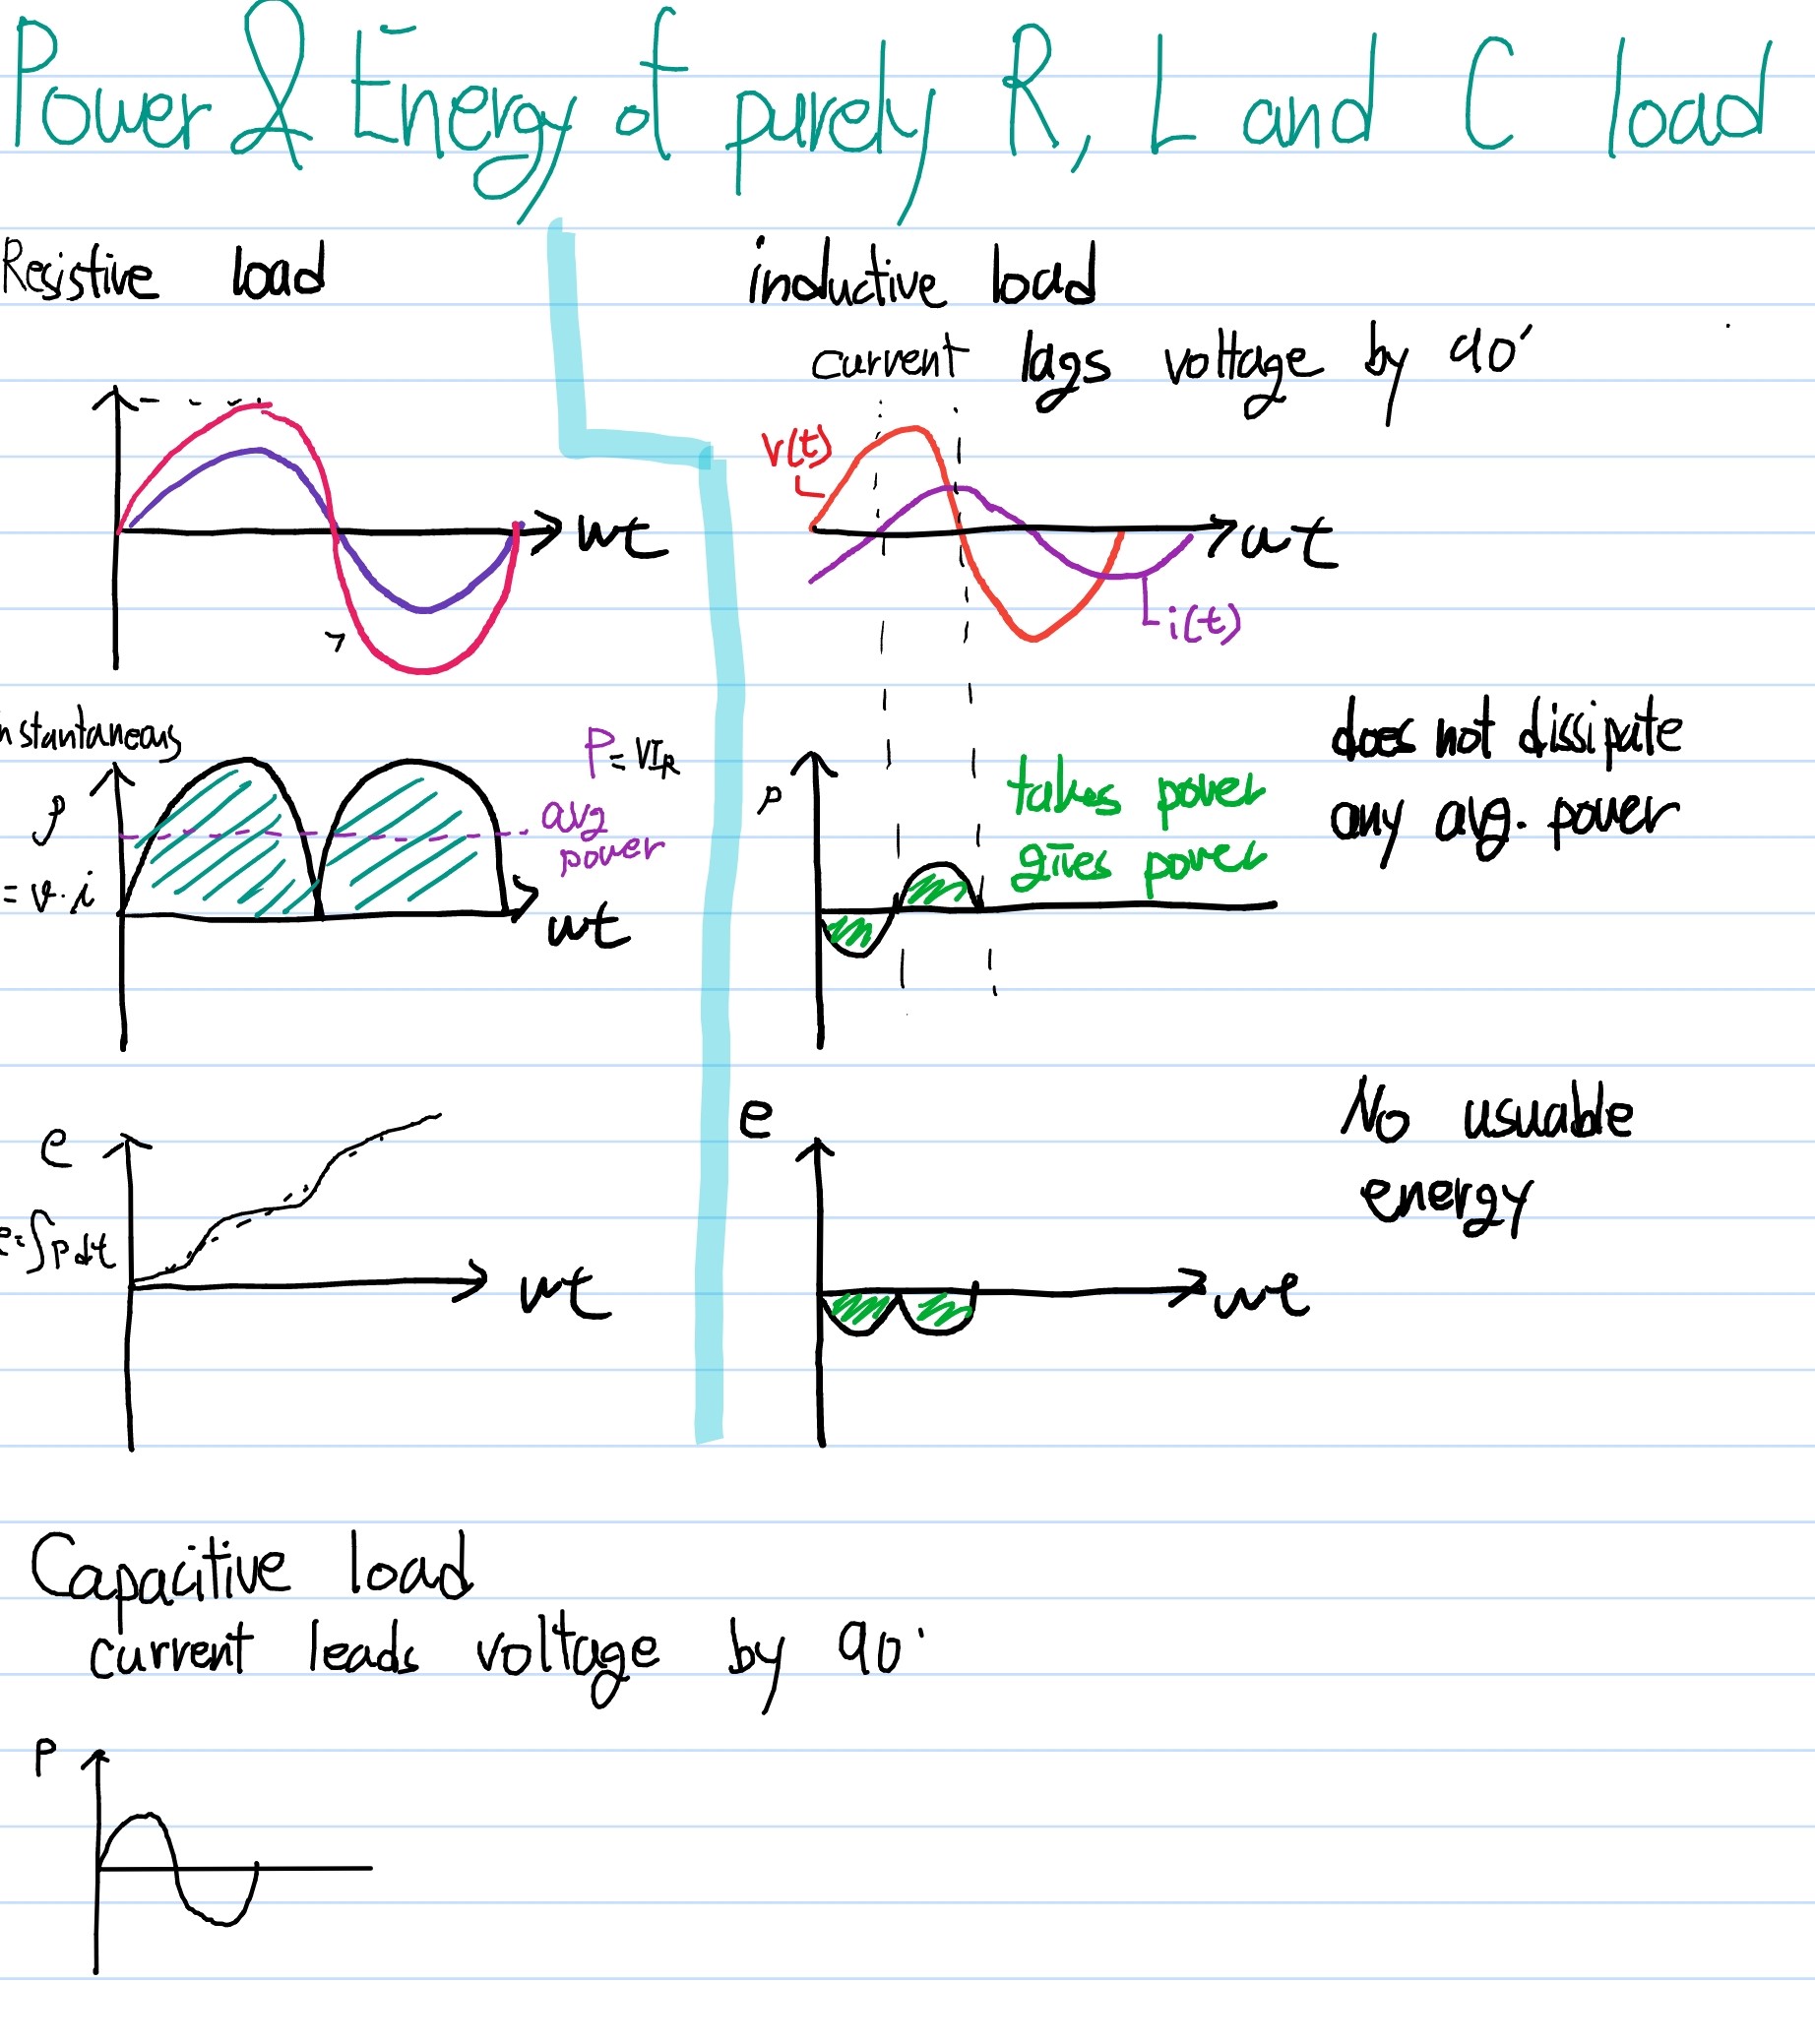 Power & Energy of purely R, L and C load
Resistive load
wt
nstantaneous
p
= v·i
P = VI_R
avg
power
wt
e
e=∫pdt
wt
inductive load
current lags voltage by 90°
v(t)
wt
i(t)
p
takes power
gives power
does not dissipate
any avg. power
e
wt
No usuable
energy
Capacitive load
current leads voltage by 90°
P